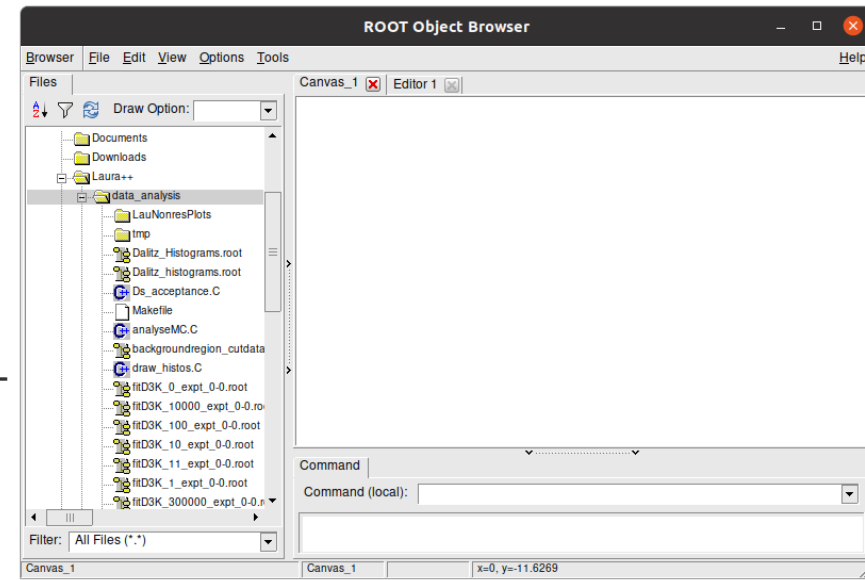 ROOT Object Browser
Browser File Edit View Options Tools Help
Files
Canvas_1 Editor 1
Draw Option:
Documents
Downloads
Laura++
data_analysis
LauNonresPlots
tmp
Dalitz_Histograms.root
Dalitz_histograms.root
Ds_acceptance.C
Makefile
analyseMC.C
backgroundregion_cutdata
draw_histos.C
fitD3K_0_expt_0-0.root
fitD3K_10000_expt_0-0.ro
fitD3K_100_expt_0-0.root
fitD3K_10_expt_0-0.root
fitD3K_11_expt_0-0.root
fitD3K_1_expt_0-0.root
fitD3K_300000_expt_0-0.r
Filter: All Files (*.*)
Command
Command (local):
Canvas_1 Canvas_1 x=0, y=-11.6269